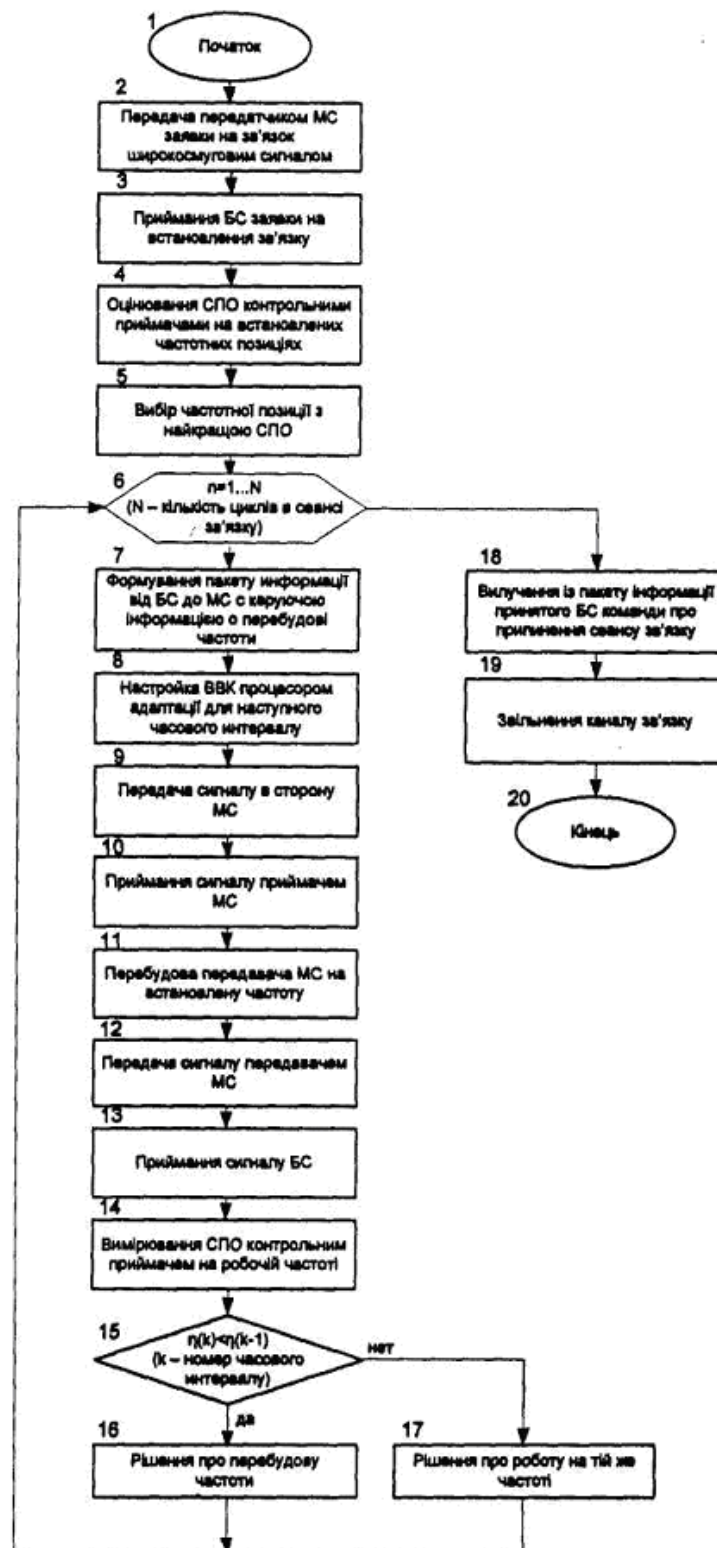 1
Початок
2
Передача передатчиком МС
заявки на зв'язок
широкосмуговим сигналом
3
Приймання БС заявки на
встановлення зв'язку
4
Оцінювання СПО контрольними
приймачами на встановлених
частотних позиціях
5
Вибір частотної позиції з
найкращою СПО
6
n=1...N
(N – кількість циклів в сеансі
зв'язку)
7
Формування пакету информації
від БС до МС с керуючою
інформацією о перебудові
частоти
8
Настройка ВВК процесором
адаптації для наступного
часового интервалу
9
Передача сигналу в сторону
МС
10
Приймання сигналу приймачем
МС
11
Перебудова передавача МС на
встановлену частоту
12
Передача сигналу передавачем
МС
13
Приймання сигналу БС
14
Вимірювання СПО контрольним
приймачем на робочій частоті
15
η(k)<η(k-1)
(k – номер часового
интервалу)
нет
да
16
Рішення про перебудову
частоти
17
Рішення про роботу на тій же
частоті
18
Вилучення із пакету інформації
принятого БС команди про
припинення сеансу зв'язку
19
Звільнення каналу зв'язку
20
Кінець